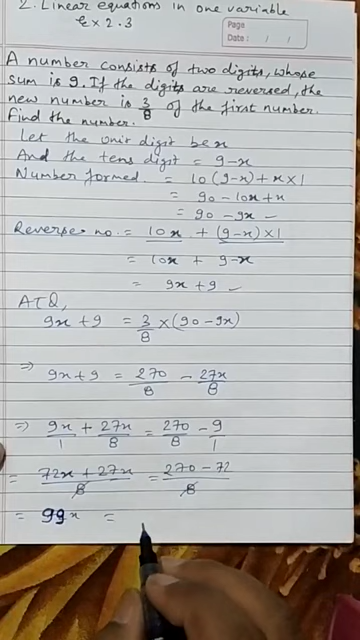 2. Linear equations in one variable
Ex 2.3
Page
Date : / /
A number consists of two digits, whose
sum is 9. If the digits are reversed, the
new number is 3/8 of the first number.
Find the number.
Let the unit digit be x
And the tens digit = 9-x
Number formed = 10(9-x)+x×1
= 90-10x+x
= 90-9x
Reverse no. = 10x + (9-x)×1
= 10x + 9-x
= 9x+9
ATQ,
9x+9 = 3/8 × (90-9x)
⇒ 9x+9 = 270/8 - 27x/8
⇒ 9x/1 + 27x/8 = 270/8 - 9/1
= 72x+27x/8 = 270-72/8
= 99x =